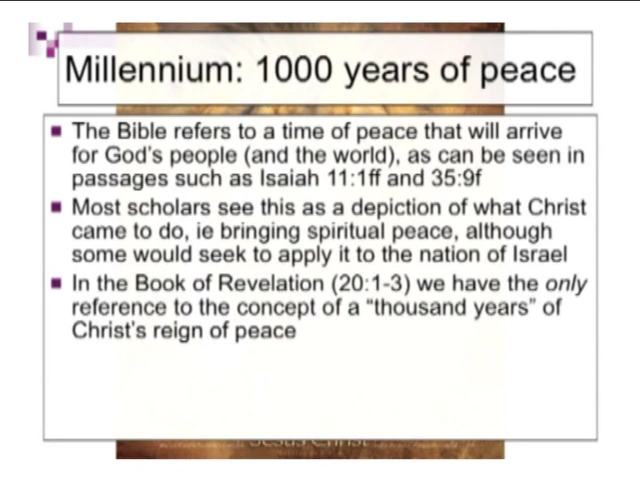 Millennium: 1000 years of peace
The Bible refers to a time of peace that will arrive
for God's people (and the world), as can be seen in
passages such as Isaiah 11:1ff and 35:9f
Most scholars see this as a depiction of what Christ
came to do, ie bringing spiritual peace, although
some would seek to apply it to the nation of Israel
In the Book of Revelation (20:1-3) we have the only
reference to the concept of a "thousand years" of
Christ's reign of peace
Jesus Christ